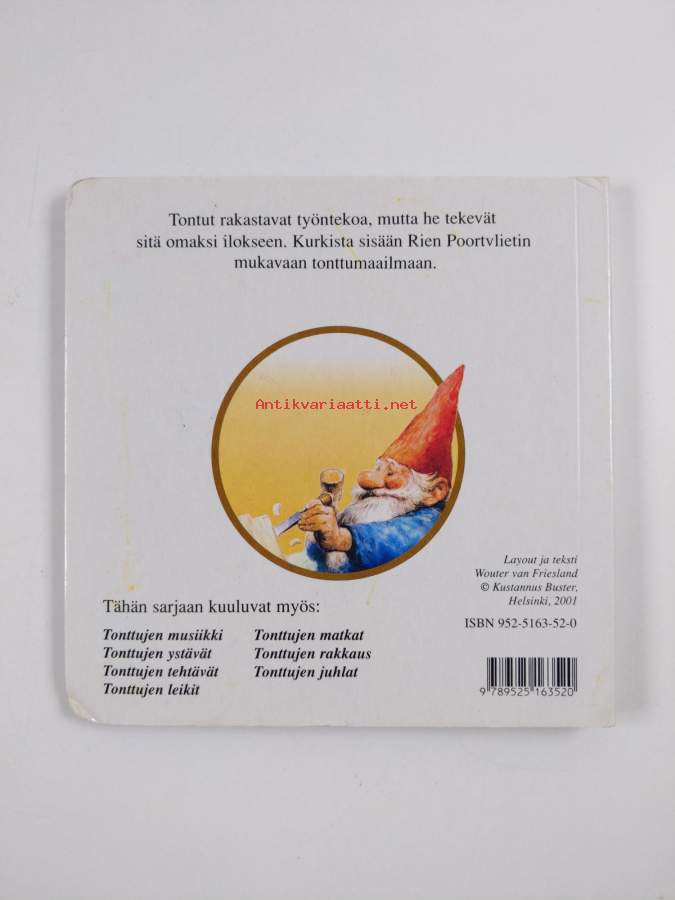 Tontut rakastavat työntekoa, mutta he tekevät
sitä omaksi îlokseen. Kurkista sisään Rien Poortvlietin
mukavaan tonttumaailmaan.
Antikvariaatti.net
Layout ja teksti
Wouter van Friesland
© Kustannus Buster,
Helsinki, 2001
ISBN 952-5163-52-0
Tähän sarjaan kuuluvat myös:
Tonttujen musiikki
Tonttujen ystävät
Tonttujen tehtävät
Tonttujen leikit
Tonttujen matkat
Tonttujen rakkaus
Tonttujen juhlat
9 789525 163520